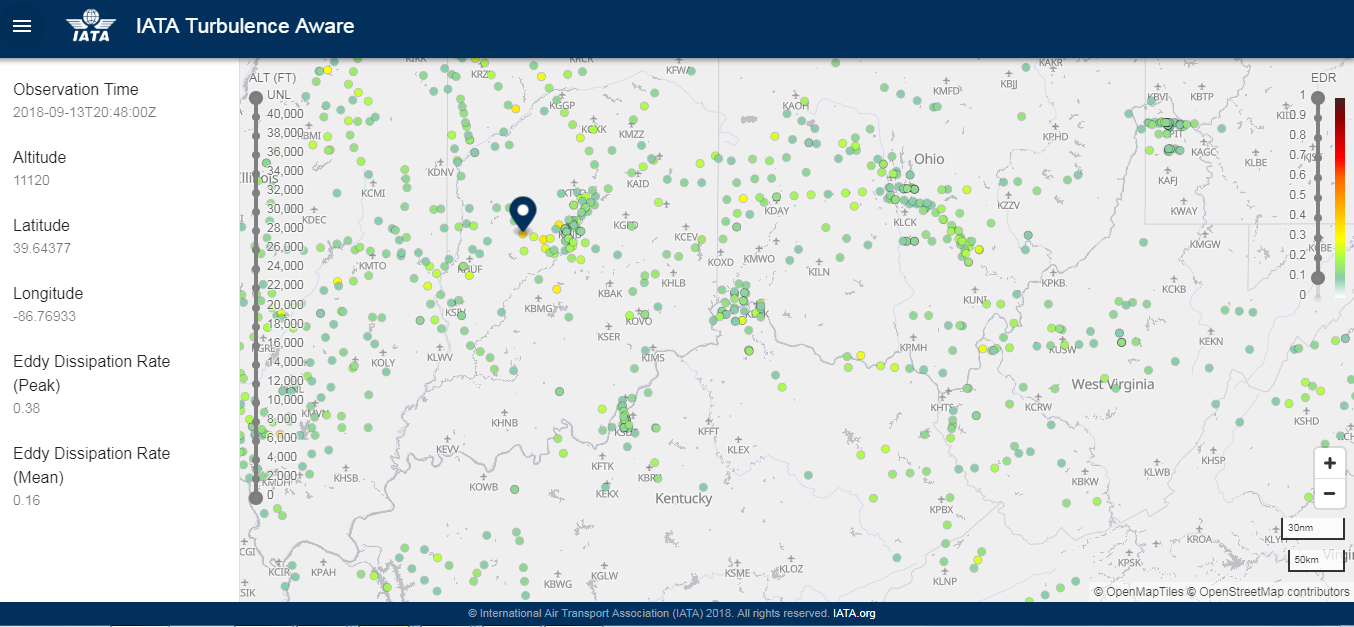 IATA
IATA Turbulence Aware
Observation Time
2018-09-13T20:48:00Z
Altitude
11120
Latitude
39.64377
Longitude
-86.76933
Eddy Dissipation Rate
(Peak)
0.38
Eddy Dissipation Rate
(Mean)
0.16
ALT (FT)
UNL
40,000
38,000
36,000
34,000
32,000
30,000
28,000
26,000
24,000
22,000
20,000
18,000
16,000
14,000
12,000
10,000
8,000
6,000
4,000
2,000
0
EDR
1
0.9
0.8
0.7
0.6
0.5
0.4
0.3
0.2
0.1
0
KRZ
KFWA
KAKR
KGGP
KMZZ
KAOH
KMFD
KBJJ
KBVI
KBTP
KPHD
KAGC
KLBE
KDNV
KCMI
KAID
Ohio
KAFJ
KDEC
KDAY
KLCK
KZZV
KWAY
KCEV
KMGW
KMTO
KHUF
KOXD
KMWO
KILN
KHLB
KPKB
KCKB
KBAK
KBMG
KUNI
KOVO
KSER
KIMS
KLWV
KOLY
KPMH
KUSW
KEKN
West Virginia
KHNB
KCRW
KSHD
KFFT
KEVV
KLEX
KFTK
KHSB
KOWB
KEKX
Kentucky
KLWB
KHSP
KBKW
KPBX
KROA
KCIR
KPAH
KBWG
KGLW
KSME
KLOZ
KLNP
KPSK
+
−
30nm
50km
© OpenMapTiles © OpenStreetMap contributors
© International Air Transport Association (IATA) 2018. All rights reserved. IATA.org